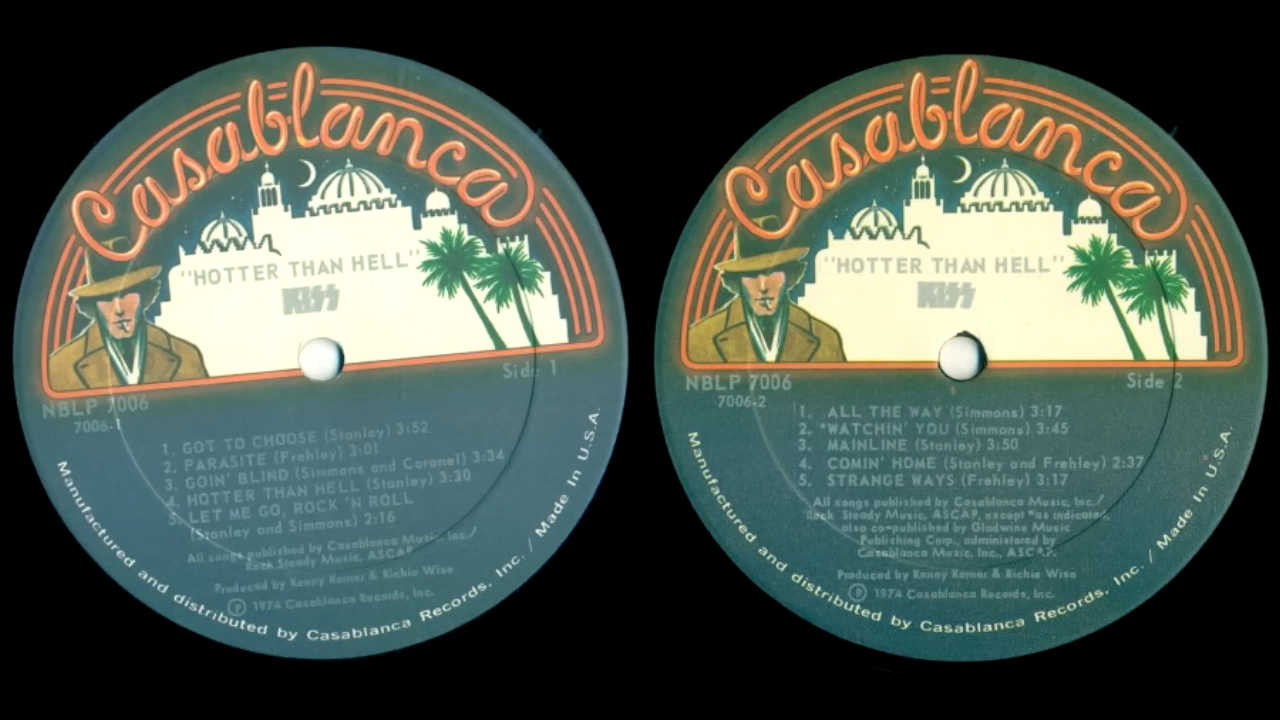 Casablanca
"HOTTER THAN HELL"
KISS
Side 1
NBLP 7006
7006-1
1. GOT TO CHOOSE (Stanley) 3:52
2. PARASITE (Frehley) 3:01
3. GOIN' BLIND (Simmons and Coronel) 3:34
4. HOTTER THAN HELL (Stanley) 3:30
5. LET ME GO, ROCK 'N ROLL
(Stanley and Simmons) 2:16
All songs published by Casablanca Music, Inc./
Rock Steady Music, ASCAP
Produced by Kenny Kerner & Richie Wise
Ⓟ 1974 Casablanca Records, Inc.
Manufactured and distributed by Casablanca Records, Inc. / Made In U.S.A.
Casablanca
"HOTTER THAN HELL"
KISS
NBLP 7006
Side 2
7006-2
1. ALL THE WAY (Simmons) 3:17
2. *WATCHIN' YOU (Simmons) 3:45
3. MAINLINE (Stanley) 3:50
4. COMIN' HOME (Stanley and Frehley) 2:37
5. STRANGE WAYS (Frehley) 3:17
All songs published by Casablanca Music, Inc./
Rock Steady Music, ASCAP, except *as indicated,
also co-published by Gladwine Music
Publishing Corp., administered by
Casablanca Music, Inc., ASCAP.
Produced by Kenny Kerner & Richie Wise
Ⓟ 1974 Casablanca Records, Inc.
Manufactured and distributed by Casablanca Records, Inc. / Made In U.S.A.